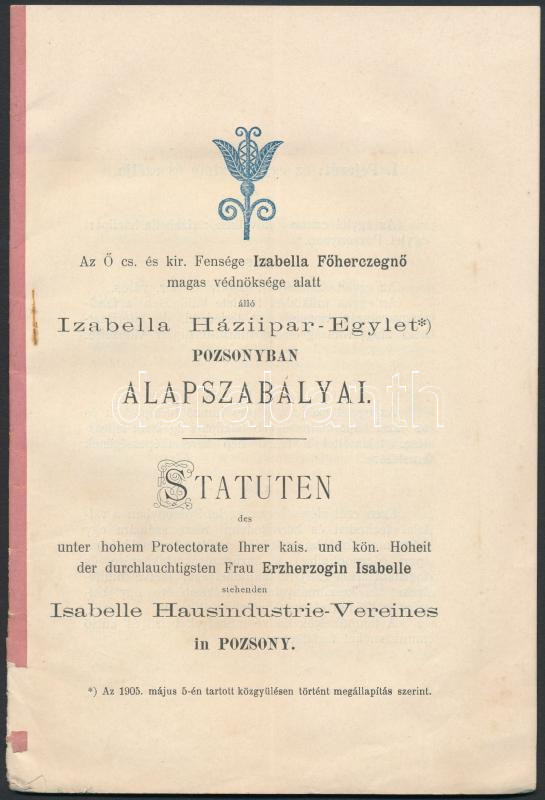 Az Ő cs. és kir. Fensége Izabella Főherczegnő
magas védnöksége alatt
álló
Izabella Háziipar-Egylet*)
POZSONYBAN
ALAPSZABÁLYAI.
darabanth
STATUTEN
des
unter hohem Protectorate Ihrer kais. und kön. Hoheit
der durchlauchtigsten Frau Erzherzogin Isabelle
stehenden
Isabelle Hausindustrie-Vereines
in POZSONY.
*) Az 1905. május 5-én tartott közgyülésen történt megállapítás szerint.